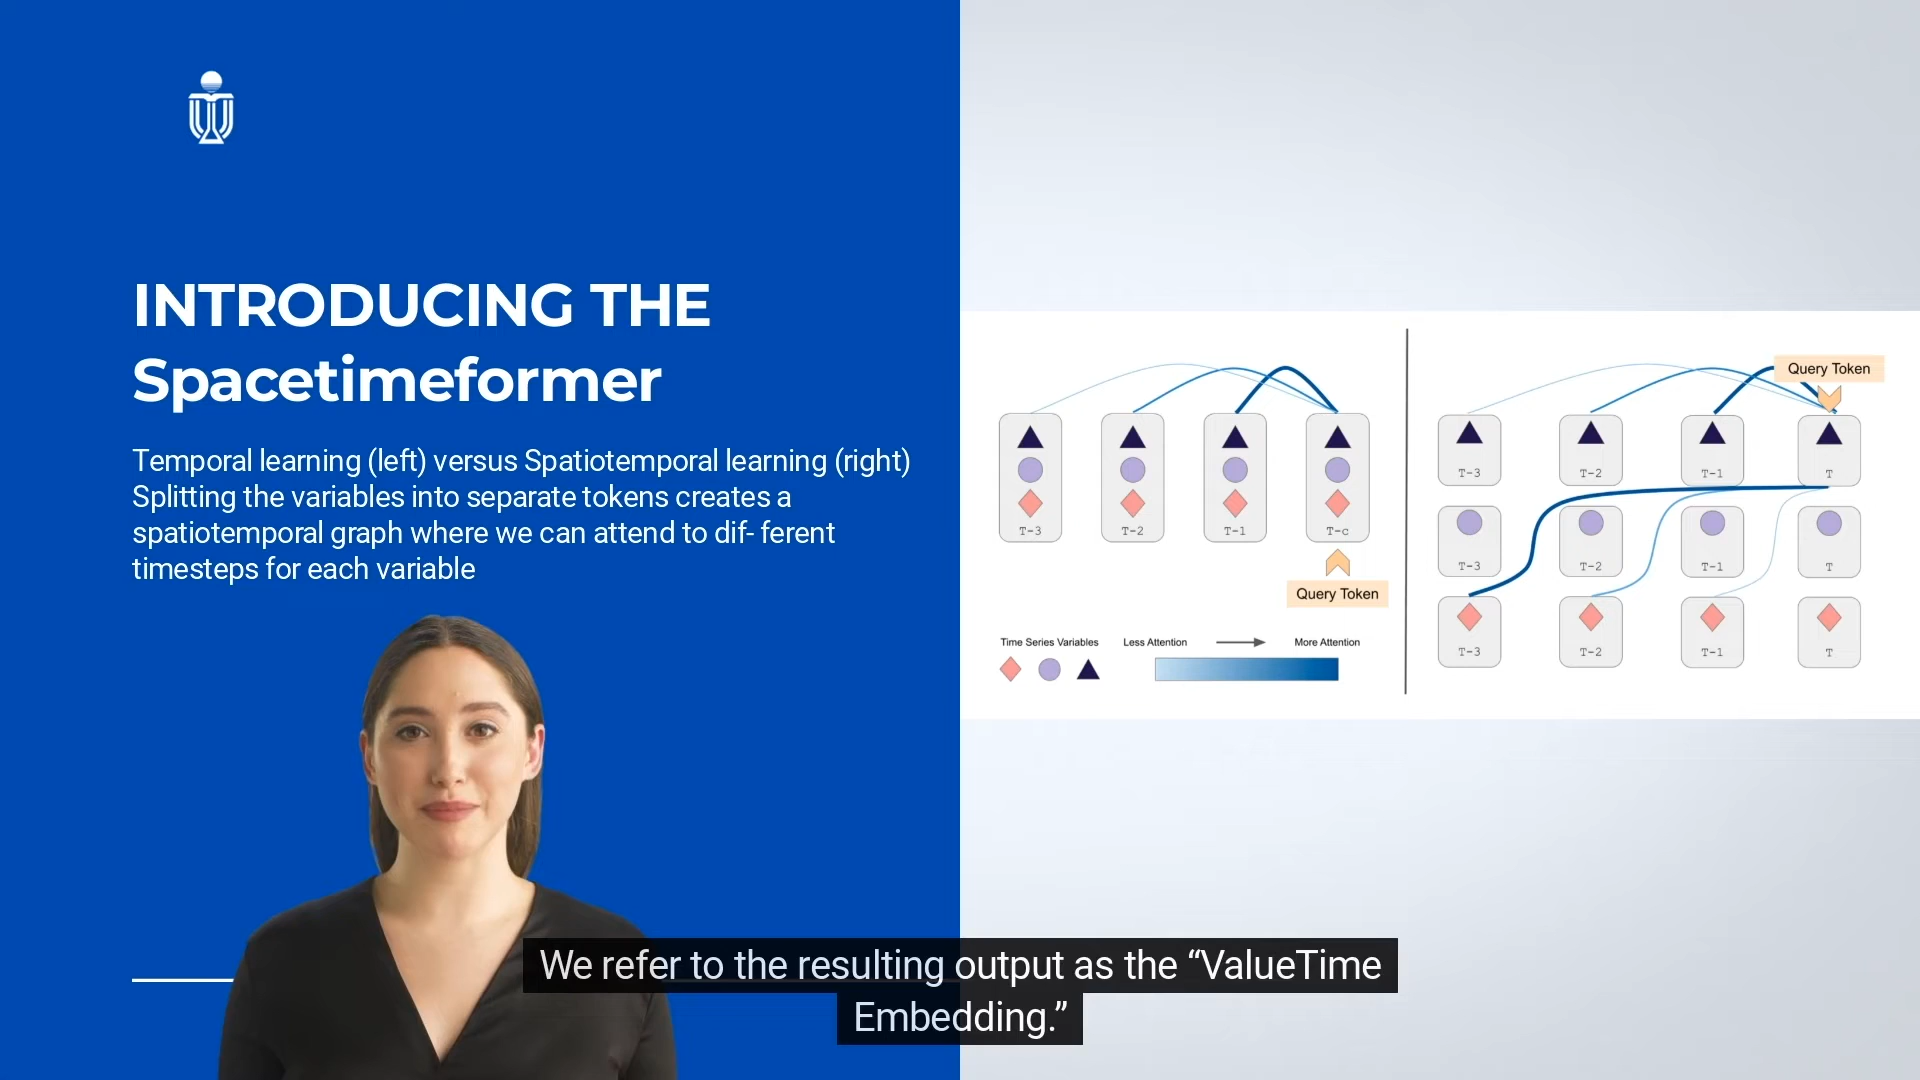 INTRODUCING THE
Spacetimeformer
Temporal learning (left) versus Spatiotemporal learning (right)
Splitting the variables into separate tokens creates a
spatiotemporal graph where we can attend to dif- ferent
timesteps for each variable
T-3 T-2 T-1 T-c
Query Token
Time Series Variables Less Attention More Attention
Query Token
T-3 T-2 T-1 T
T-3 T-2 T-1 T
T-3 T-2 T-1 T
We refer to the resulting output as the “ValueTime
Embedding.”